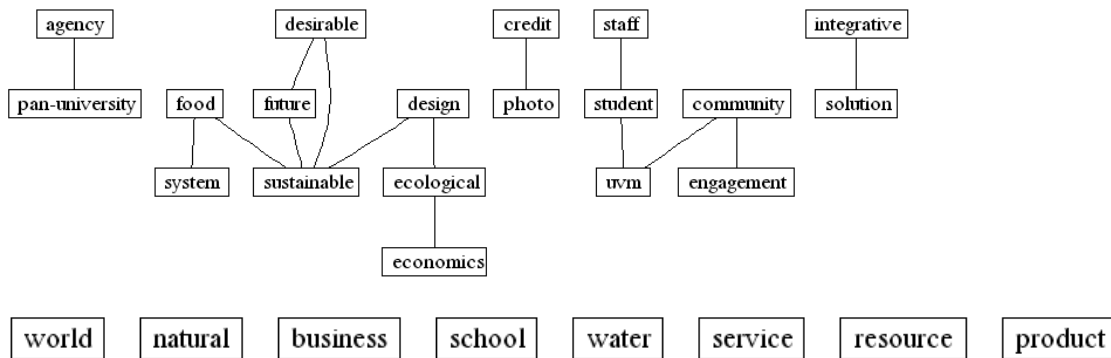 agency desirable credit staff integrative
pan-university food future design photo student community solution
system sustainable ecological uvm engagement
economics
world natural business school water service resource product